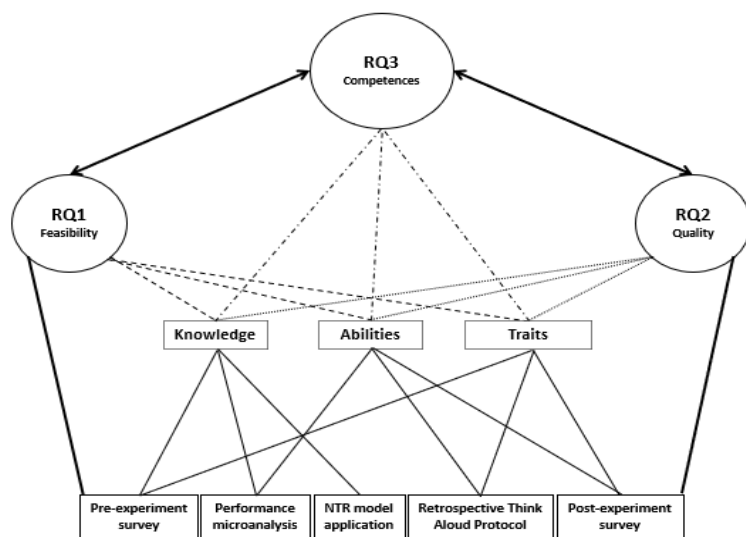 RQ3
Competences
RQ1
Feasibility
RQ2
Quality
Knowledge
Abilities
Traits
Pre-experiment
survey
Performance
microanalysis
NTR model
application
Retrospective Think
Aloud Protocol
Post-experiment
survey